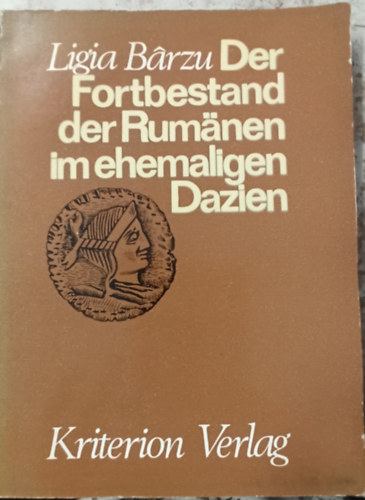 Ligia Bârzu Der
Fortbestand
der Rumänen
im ehemaligen
Dazien
Kriterion Verlag